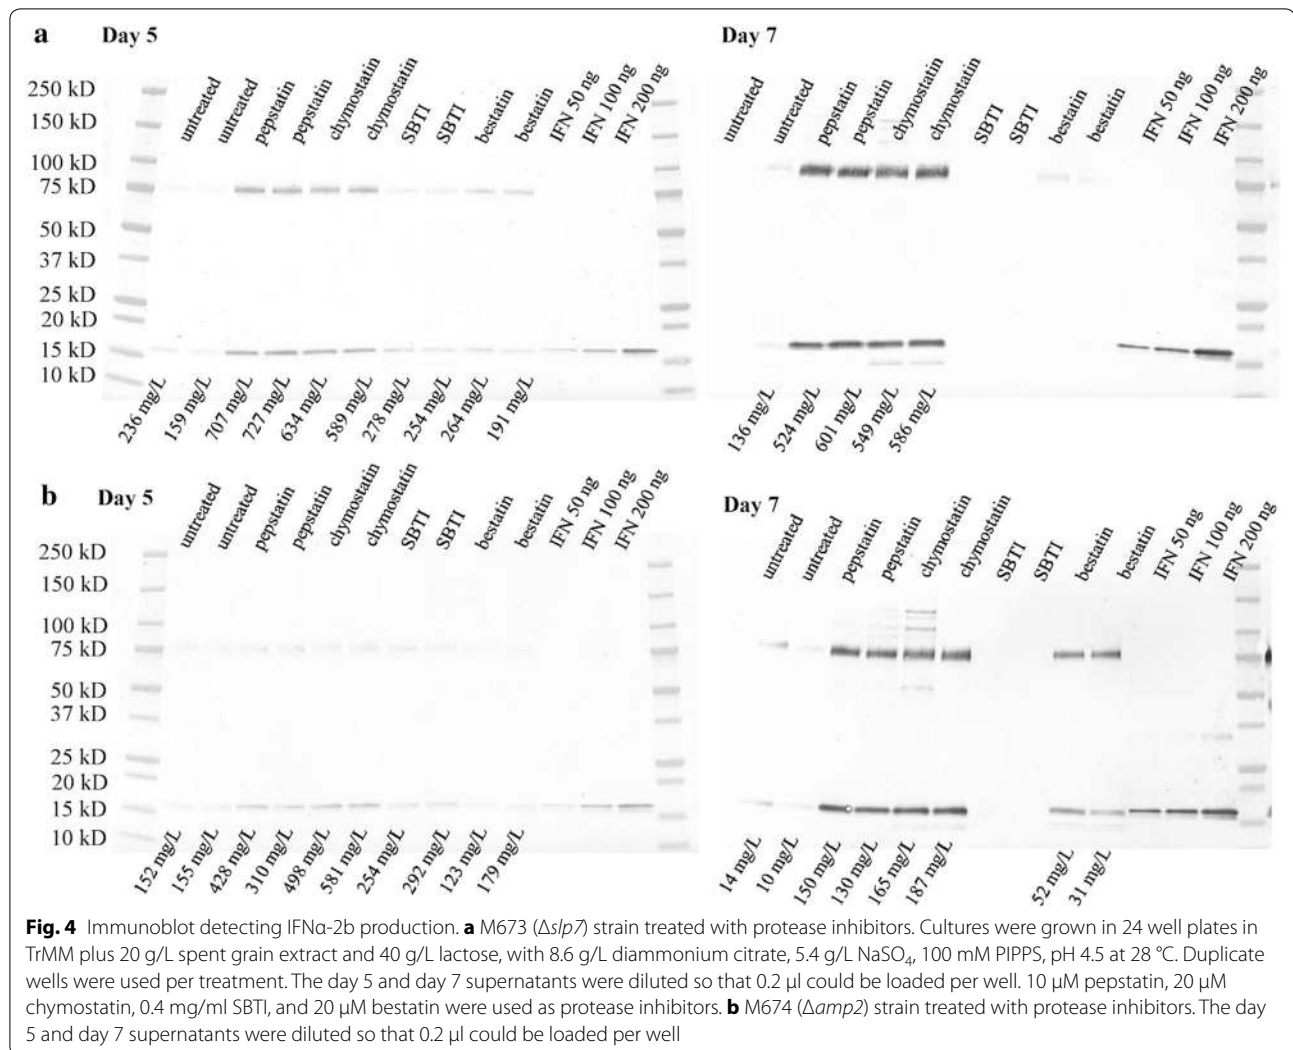 a Day 5
untreated untreated pepstatin pepstatin chymostatin chymostatin SBTI SBTI bestatin bestatin IFN 50 ng IFN 100 ng IFN 200 ng
250 kD
150 kD
100 kD
75 kD
50 kD
37 kD
25 kD
20 kD
15 kD
10 kD
236 mg/L 159 mg/L 707 mg/L 727 mg/L 634 mg/L 589 mg/L 278 mg/L 254 mg/L 264 mg/L 191 mg/L
Day 7
untreated untreated pepstatin pepstatin chymostatin chymostatin SBTI SBTI bestatin bestatin IFN 50 ng IFN 100 ng IFN 200 ng
136 mg/L 524 mg/L 601 mg/L 549 mg/L 586 mg/L
b Day 5
untreated untreated pepstatin pepstatin chymostatin chymostatin SBTI SBTI bestatin bestatin IFN 50 ng IFN 100 ng IFN 200 ng
250 kD
150 kD
100 kD
75 kD
50 kD
37 kD
25 kD
20 kD
15 kD
10 kD
152 mg/L 155 mg/L 428 mg/L 310 mg/L 498 mg/L 581 mg/L 254 mg/L 292 mg/L 123 mg/L 179 mg/L
Day 7
untreated untreated pepstatin pepstatin chymostatin chymostatin SBTI SBTI bestatin bestatin IFN 50 ng IFN 100 ng IFN 200 ng
14 mg/L 10 mg/L 150 mg/L 130 mg/L 165 mg/L 187 mg/L 52 mg/L 31 mg/L
Fig. 4 Immunoblot detecting IFNα-2b production. a M673 (Δslp7) strain treated with protease inhibitors. Cultures were grown in 24 well plates in
TrMM plus 20 g/L spent grain extract and 40 g/L lactose, with 8.6 g/L diammonium citrate, 5.4 g/L NaSO₄, 100 mM PIPPS, pH 4.5 at 28 °C. Duplicate
wells were used per treatment. The day 5 and day 7 supernatants were diluted so that 0.2 µl could be loaded per well. 10 µM pepstatin, 20 µM
chymostatin, 0.4 mg/ml SBTI, and 20 µM bestatin were used as protease inhibitors. b M674 (Δamp2) strain treated with protease inhibitors. The day
5 and day 7 supernatants were diluted so that 0.2 µl could be loaded per well